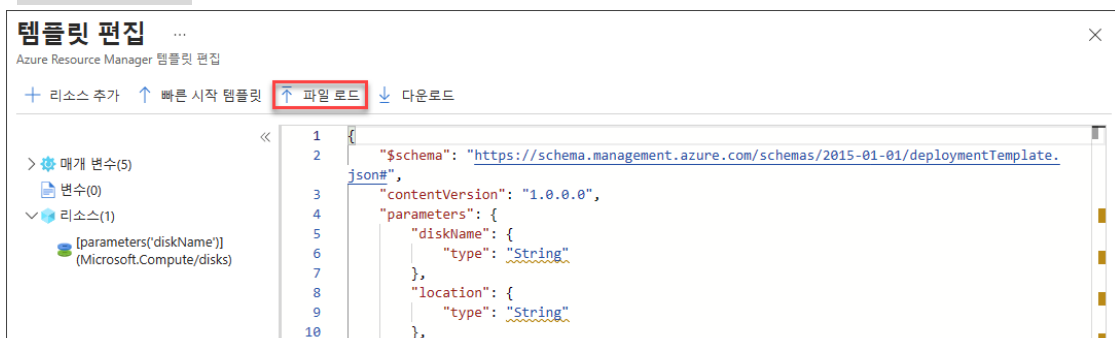 템플릿 편집 ...
Azure Resource Manager 템플릿 편집
리소스 추가 빠른 시작 템플릿 파일 로드 다운로드
매개 변수(5)
변수(0)
리소스(1)
[parameters('diskName')]
(Microsoft.Compute/disks)
1 {
2 "$schema": "https://schema.management.azure.com/schemas/2015-01-01/deploymentTemplate.
json#",
3 "contentVersion": "1.0.0.0",
4 "parameters": {
5 "diskName": {
6 "type": "String"
7 },
8 "location": {
9 "type": "String"
10 },